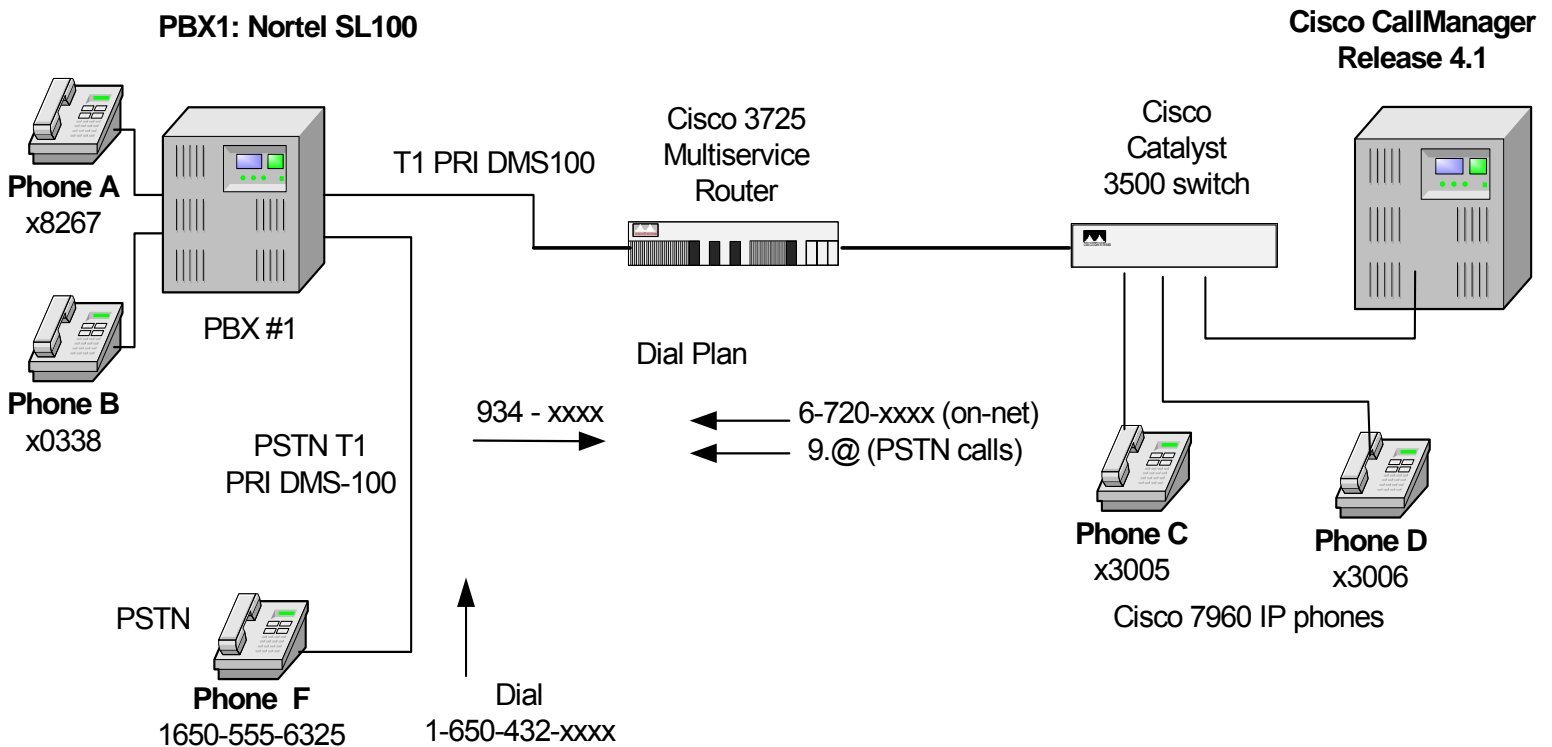 PBX1: Nortel SL100
Cisco CallManager
Release 4.1
Phone A
x8267
T1 PRI DMS100
Cisco 3725
Multiservice
Router
Cisco
Catalyst
3500 switch
PBX #1
Phone B
x0338
Dial Plan
934 - xxxx
6-720-xxxx (on-net)
9.@ (PSTN calls)
PSTN T1
PRI DMS-100
Phone C
x3005
Phone D
x3006
Cisco 7960 IP phones
PSTN
Phone F
1650-555-6325
Dial
1-650-432-xxxx